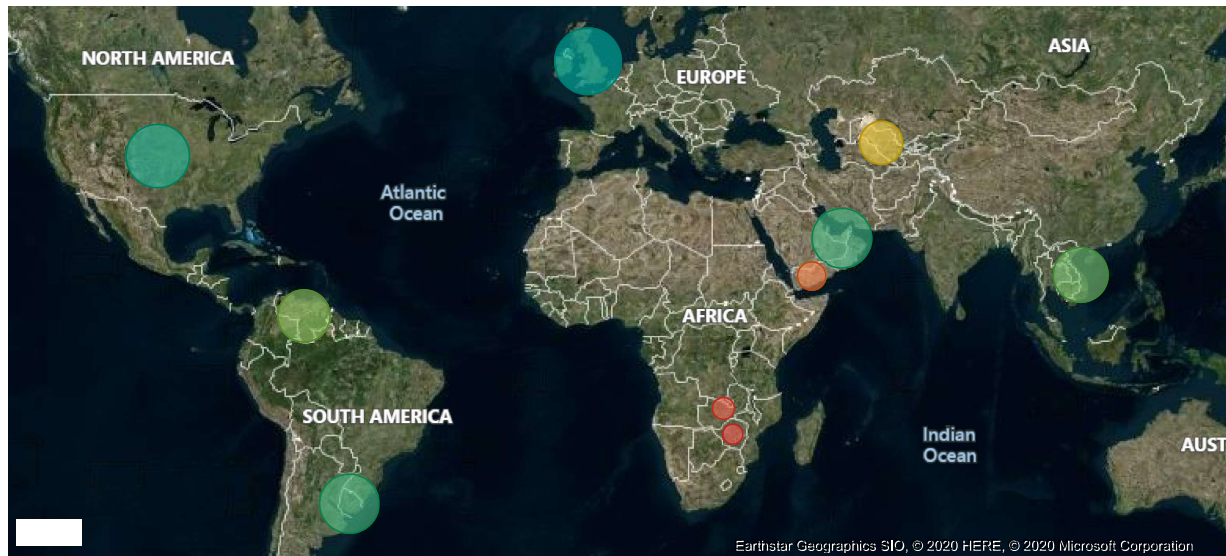 ASIA
NORTH AMERICA
EUROPE
Atlantic
Ocean
AFRICA
SOUTH AMERICA
Indian
Ocean
AUST
Earthstar Geographics SIO, © 2020 HERE, © 2020 Microsoft Corporation